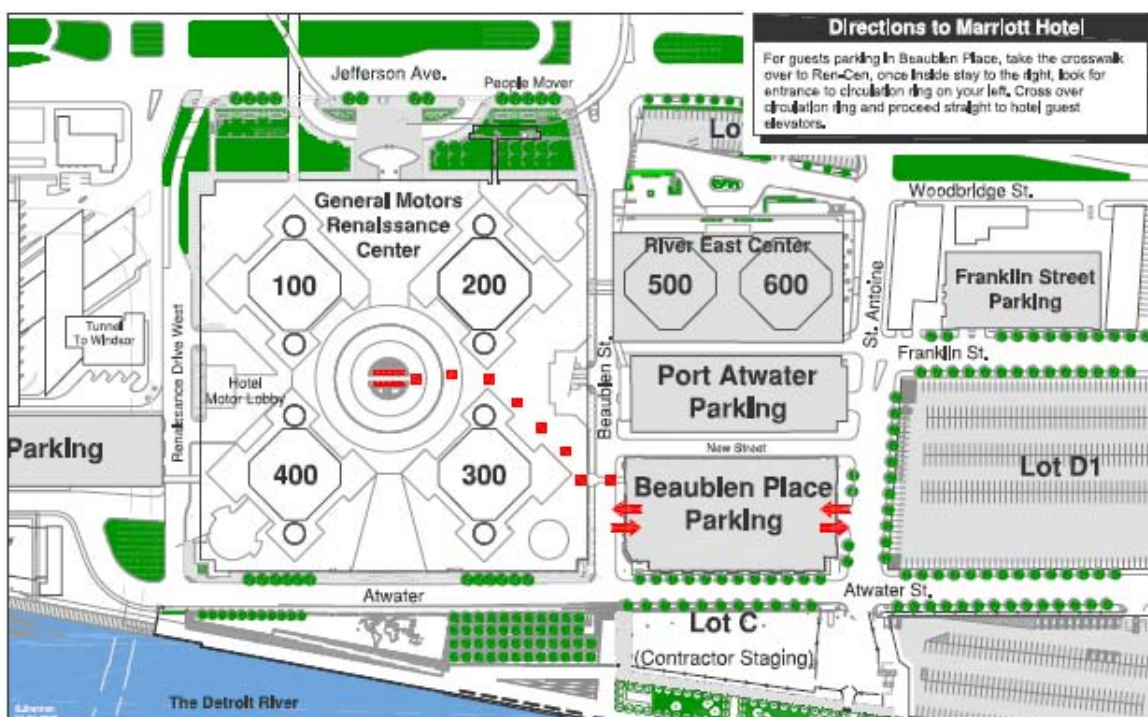 Directions to Marriott Hotel
For guests parking in Beaubien Place, take the crosswalk
over to Ren-Cen, once inside stay to the right, look for
entrance to circulation ring on your left. Cross over
circulation ring and proceed straight to hotel guest
elevators.
Jefferson Ave.
People Mover
Lo
Woodbridge St.
General Motors
Renaissance
Center
River East Center
100
200
500
600
Franklin Street
Parking
Tunnel
To Windsor
Renaissance Drive West
Beaubien St.
St. Antoine
Franklin St.
Hotel
Motor Lobby
Port Atwater
Parking
New Street
Parking
400
300
Beaubien Place
Parking
Lot D1
Atwater
Atwater St.
Lot C
(Contractor Staging)
The Detroit River